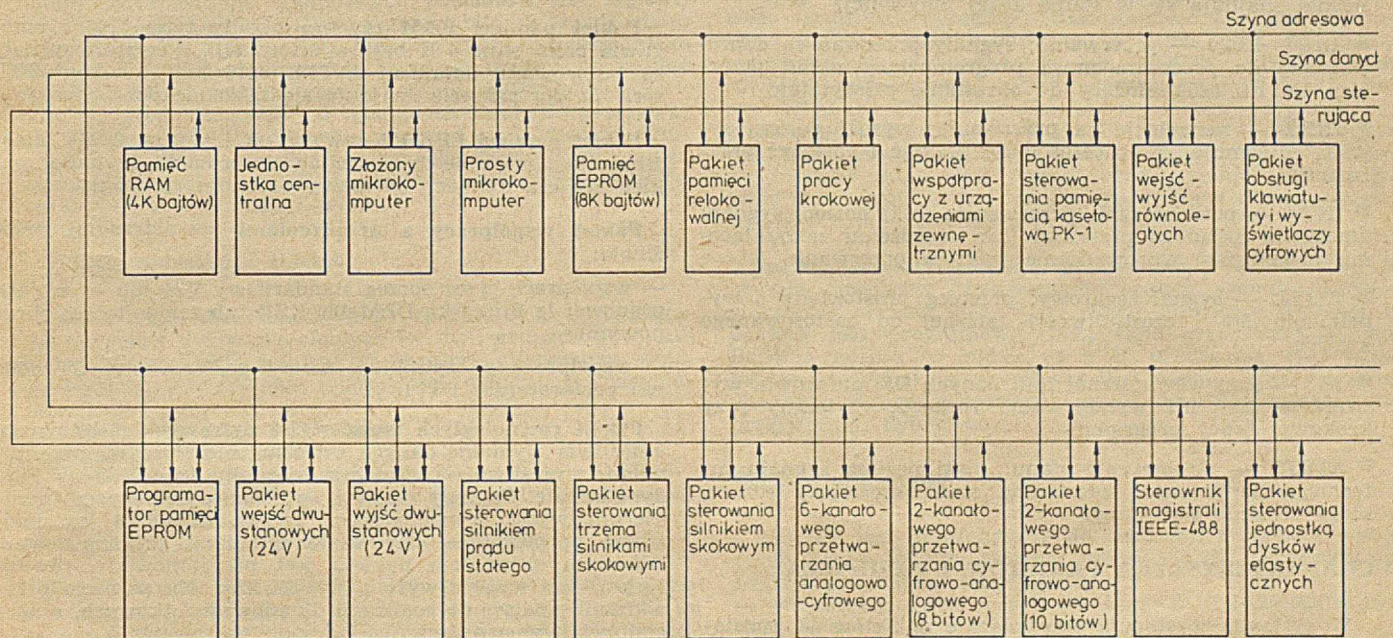 Szyna adresowa
Szyna danych
Szyna ste-
rująca
Pamięć
RAM
(4K bajtów)
Jedno-
stka cen-
tralna
Złożony
mikroko-
mputer
Prosty
mikroko-
mputer
Pamięć
EPROM
(8K bajtów)
Pakiet
pamięci
reloko-
walnej
Pakiet
pracy
krokowej
Pakiet
współpra-
cy z urzą-
dzeniami
zewnę-
trznymi
Pakiet
sterowa-
nia pamię-
cią kaseto-
wą PK-1
Pakiet
wejść -
wyjść
równole-
głych
Pakiet
obsługi
klawiatu-
ry i wy-
świetlaczy
cyfrowych
Programa-
tor pamięci
EPROM
Pakiet
wejść dwu-
stanowych
(24V)
Pakiet
wyjść dwu-
stanowych
(24V)
Pakiet
sterowania
silnikiem
prądu
stałego
Pakiet
sterowania
trzema
silnikami
skokowymi
Pakiet
sterowania
silnikiem
skokowym
Pakiet
6-kanało-
wego
przetwa-
rzania
analogowo
-cyfrowego
Pakiet
2-kanało-
wego
przetwa-
rzania cy-
frowo-ana-
logowego
(8 bitów)
Pakiet
2-kanało-
wego
przetwa-
rzania cy-
frowo-ana-
logowego
(10 bitów)
Sterownik
magistrali
IEEE-488
Pakiet
sterowania
jednostką
dysków
elasty-
cznych